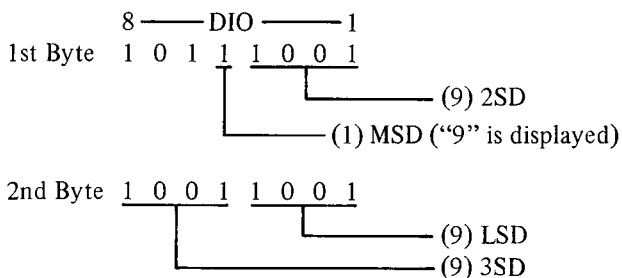 8 — DIO — 1
1st Byte 1 0 1 1 1 0 0 1
(9) 2SD
(1) MSD (“9” is displayed)
2nd Byte 1 0 0 1 1 0 0 1
(9) LSD
(9) 3SD